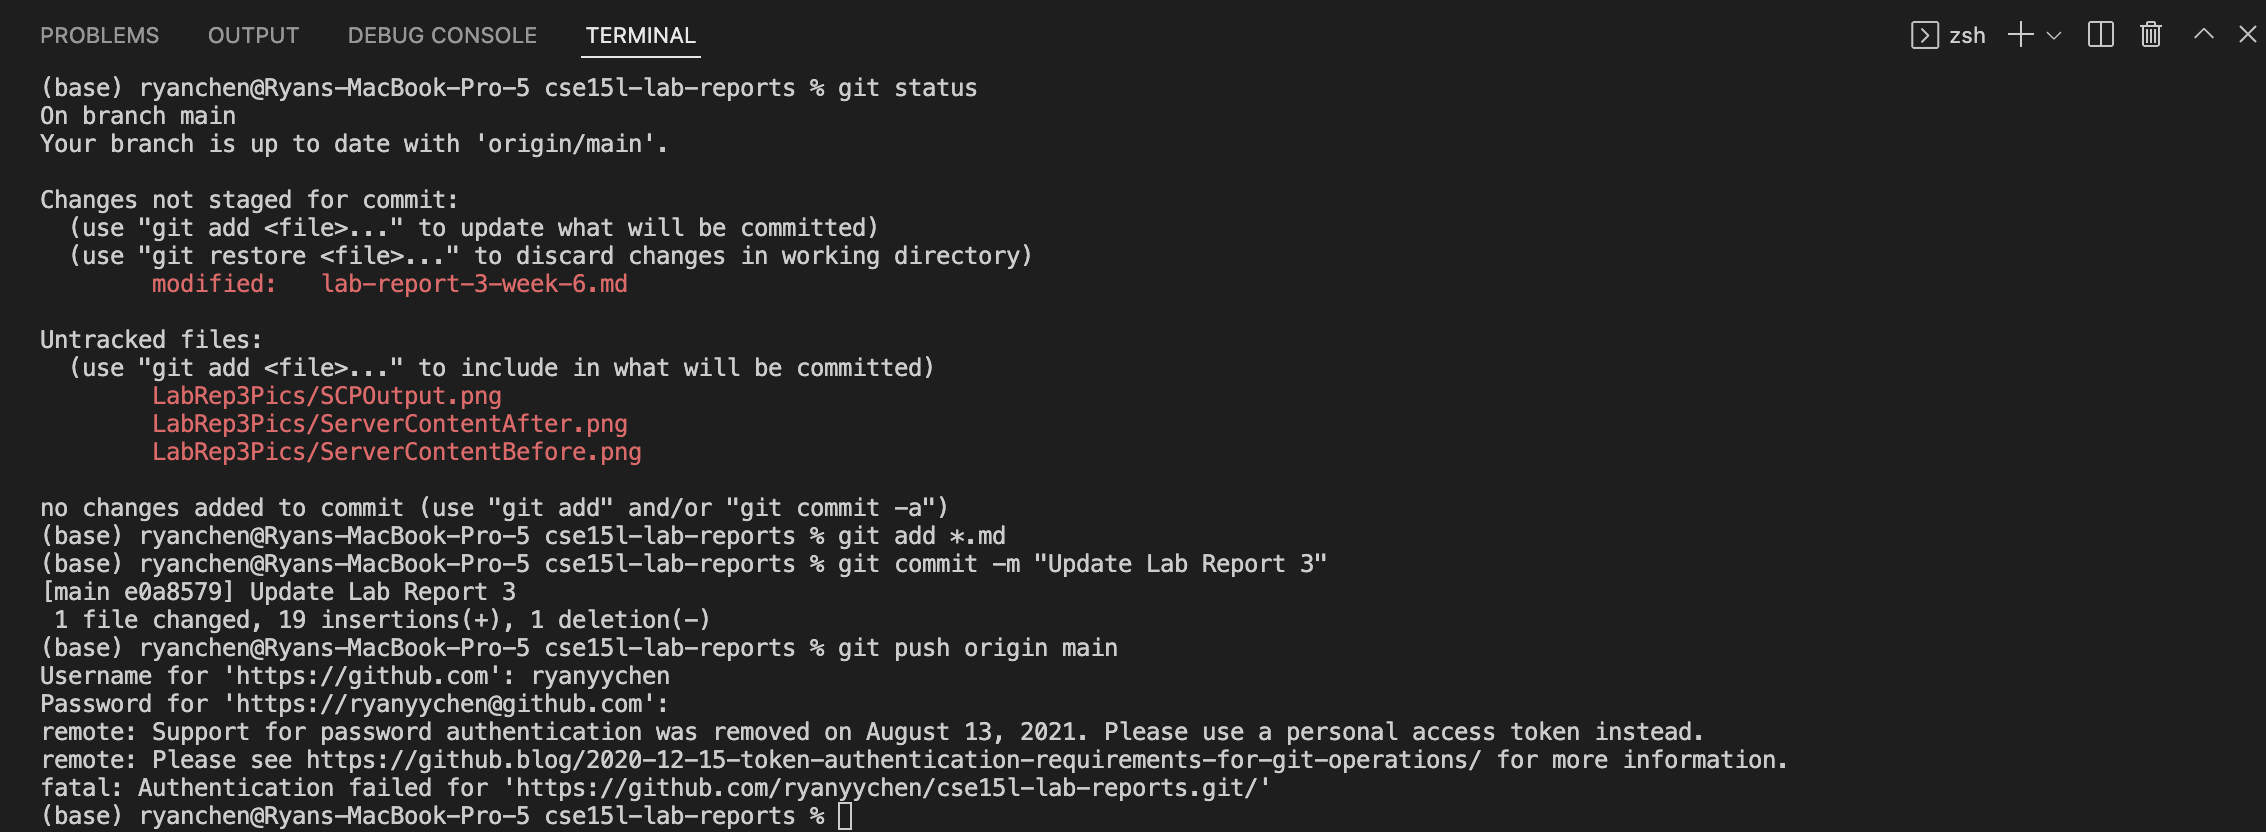 PROBLEMS OUTPUT DEBUG CONSOLE TERMINAL zsh
(base) ryanchen@Ryans-MacBook-Pro-5 cse15l-lab-reports % git status
On branch main
Your branch is up to date with 'origin/main'.
Changes not staged for commit:
(use "git add <file>..." to update what will be committed)
(use "git restore <file>..." to discard changes in working directory)
modified: lab-report-3-week-6.md
Untracked files:
(use "git add <file>..." to include in what will be committed)
LabRep3Pics/SCPOutput.png
LabRep3Pics/ServerContentAfter.png
LabRep3Pics/ServerContentBefore.png
no changes added to commit (use "git add" and/or "git commit -a")
(base) ryanchen@Ryans-MacBook-Pro-5 cse15l-lab-reports % git add *.md
(base) ryanchen@Ryans-MacBook-Pro-5 cse15l-lab-reports % git commit -m "Update Lab Report 3"
[main e0a8579] Update Lab Report 3
1 file changed, 19 insertions(+), 1 deletion(-)
(base) ryanchen@Ryans-MacBook-Pro-5 cse15l-lab-reports % git push origin main
Username for 'https://github.com': ryanyychen
Password for 'https://ryanyychen@github.com':
remote: Support for password authentication was removed on August 13, 2021. Please use a personal access token instead.
remote: Please see https://github.blog/2020-12-15-token-authentication-requirements-for-git-operations/ for more information.
fatal: Authentication failed for 'https://github.com/ryanyychen/cse15l-lab-reports.git/'
(base) ryanchen@Ryans-MacBook-Pro-5 cse15l-lab-reports %